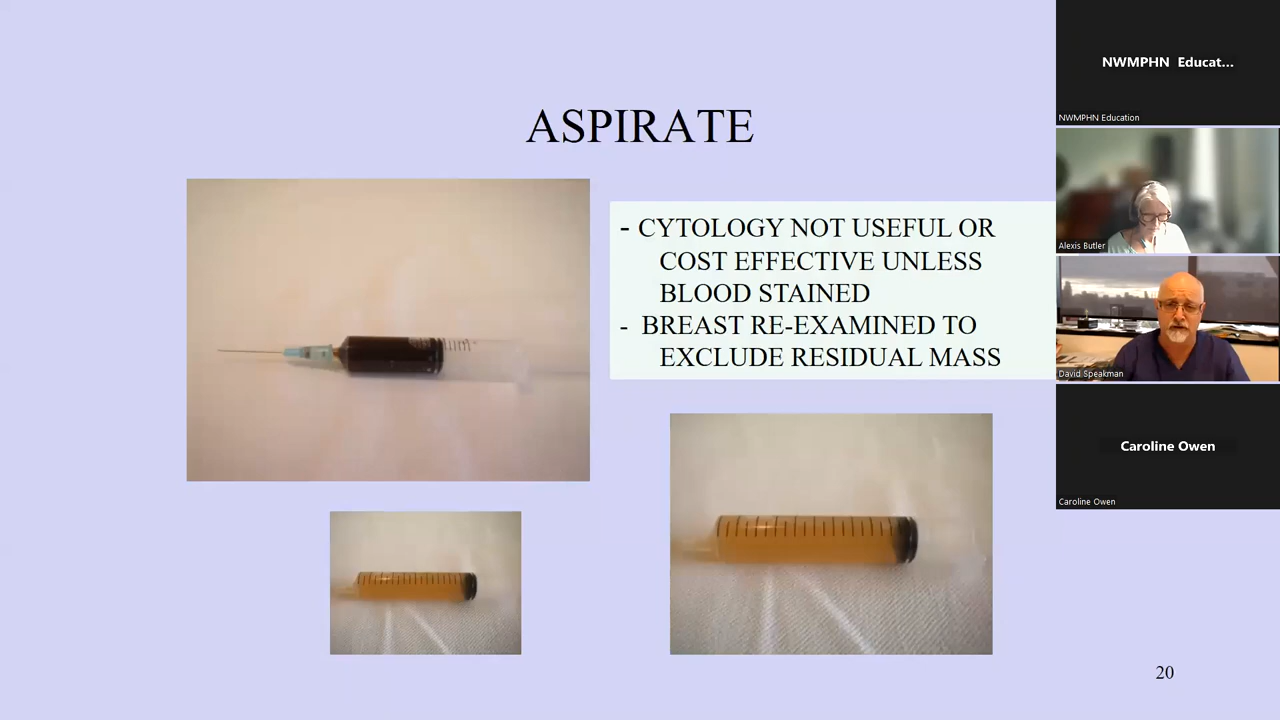 ASPIRATE
- CYTOLOGY NOT USEFUL OR
COST EFFECTIVE UNLESS
BLOOD STAINED
- BREAST RE-EXAMINED TO
EXCLUDE RESIDUAL MASS
20
NWMPHN Educat...
NWMPHN Education
Alexis Butler
David Speakman
Caroline Owen
Caroline Owen